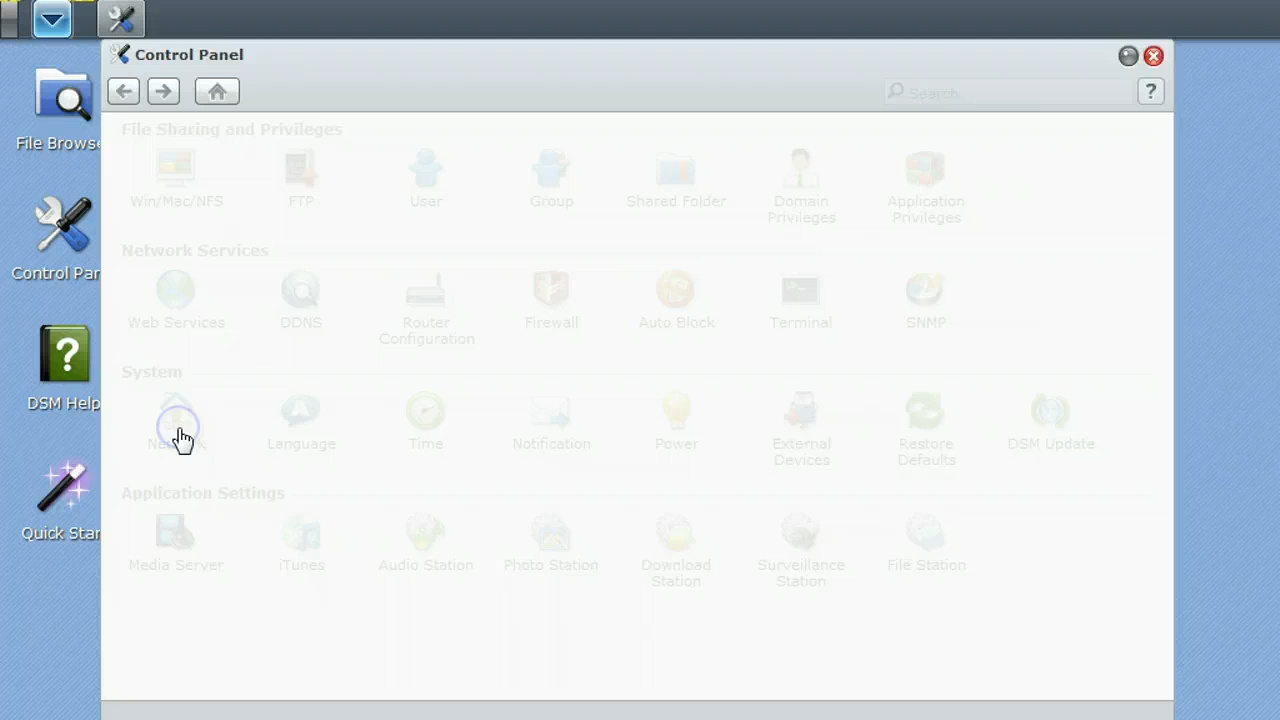 Control Panel
Search
?
File Browse
Control Par
DSM Help
Quick Star
File Sharing and Privileges
Win/Mac/NFS FTP User Group Shared Folder Domain Privileges Application Privileges
Network Services
Web Services DDNS Router Configuration Firewall Auto Block Terminal SNMP
System
Language Time Notification Power External Devices Restore Defaults DSM Update
Application Settings
Media Server iTunes Audio Station Photo Station Download Station Surveillance Station File Station